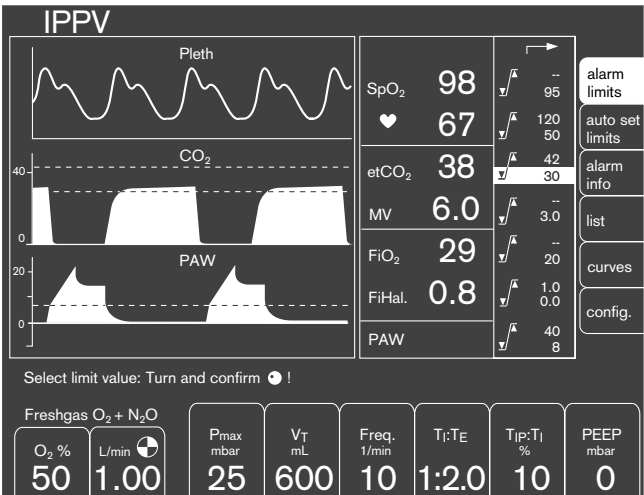 IPPV
Pleth
CO₂
40
0
PAW
20
0
SpO₂ 98 -- 95
67 120 50
etCO₂ 38 42 30
MV 6.0 -- 3.0
FiO₂ 29 -- 20
FiHal. 0.8 1.0 0.0
PAW 40 8
alarm limits
auto set limits
alarm info
list
curves
config.
Select limit value: Turn and confirm !
Freshgas O₂ + N₂O
O₂ % 50
L/min 1.00
Pmax mbar 25
VT mL 600
Freq. 1/min 10
TI:TE 1:2.0
TIP:TI % 10
PEEP mbar 0